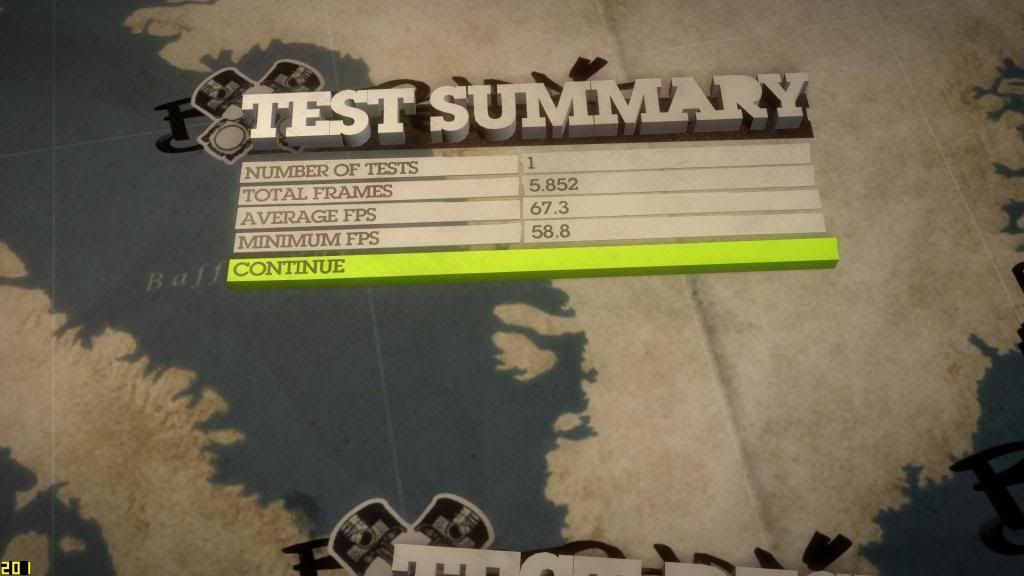 TEST SUMMARY
NUMBER OF TESTS 1
TOTAL FRAMES 5.852
AVERAGE FPS 67.3
MINIMUM FPS 58.8
CONTINUE
Baff
201